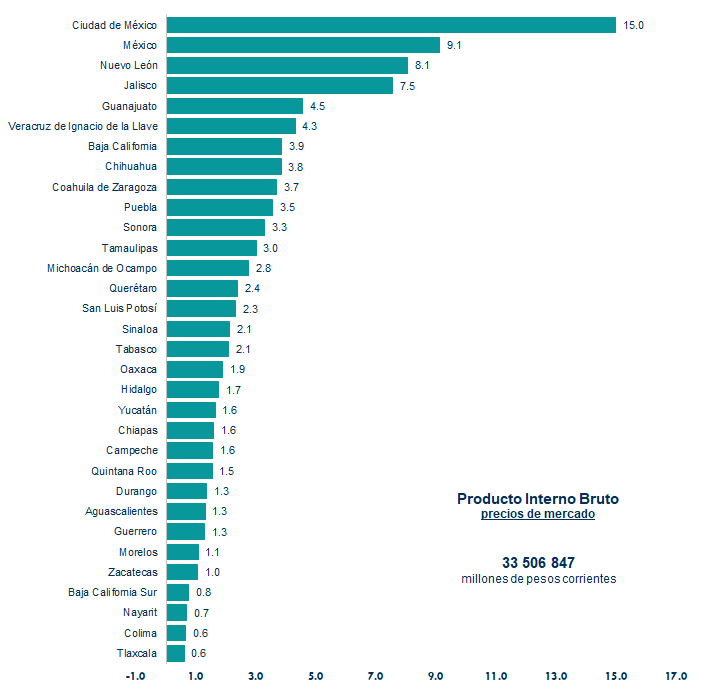 Ciudad de México 15.0
México 9.1
Nuevo León 8.1
Jalisco 7.5
Guanajuato 4.5
Veracruz de Ignacio de la Llave 4.3
Baja California 3.9
Chihuahua 3.8
Coahuila de Zaragoza 3.7
Puebla 3.5
Sonora 3.3
Tamaulipas 3.0
Michoacán de Ocampo 2.8
Querétaro 2.4
San Luis Potosí 2.3
Sinaloa 2.1
Tabasco 2.1
Oaxaca 1.9
Hidalgo 1.7
Yucatán 1.6
Chiapas 1.6
Campeche 1.6
Quintana Roo 1.5
Durango 1.3
Aguascalientes 1.3
Guerrero 1.3
Morelos 1.1
Zacatecas 1.0
Baja California Sur 0.8
Nayarit 0.7
Colima 0.6
Tlaxcala 0.6
Producto Interno Bruto
precios de mercado
33 506 847
millones de pesos corrientes
-1.0 1.0 3.0 5.0 7.0 9.0 11.0 13.0 15.0 17.0